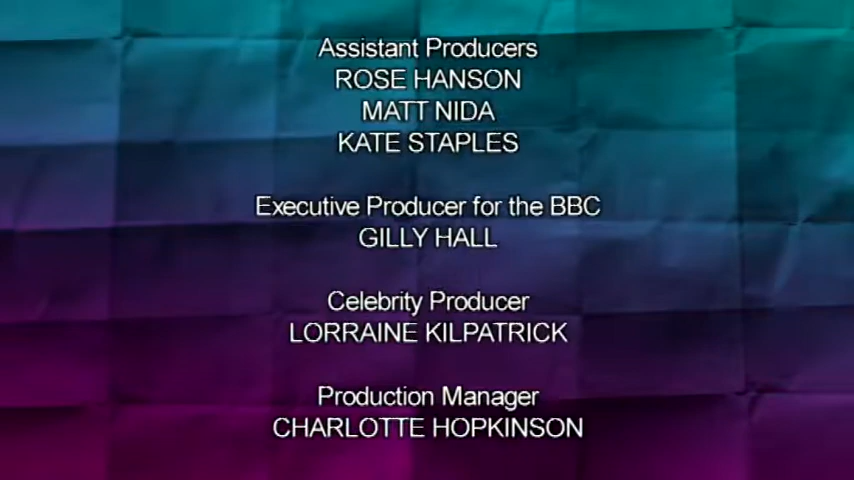 Assistant Producers
ROSE HANSON
MATT NIDA
KATE STAPLES
Executive Producer for the BBC
GILLY HALL
Celebrity Producer
LORRAINE KILPATRICK
Production Manager
CHARLOTTE HOPKINSON